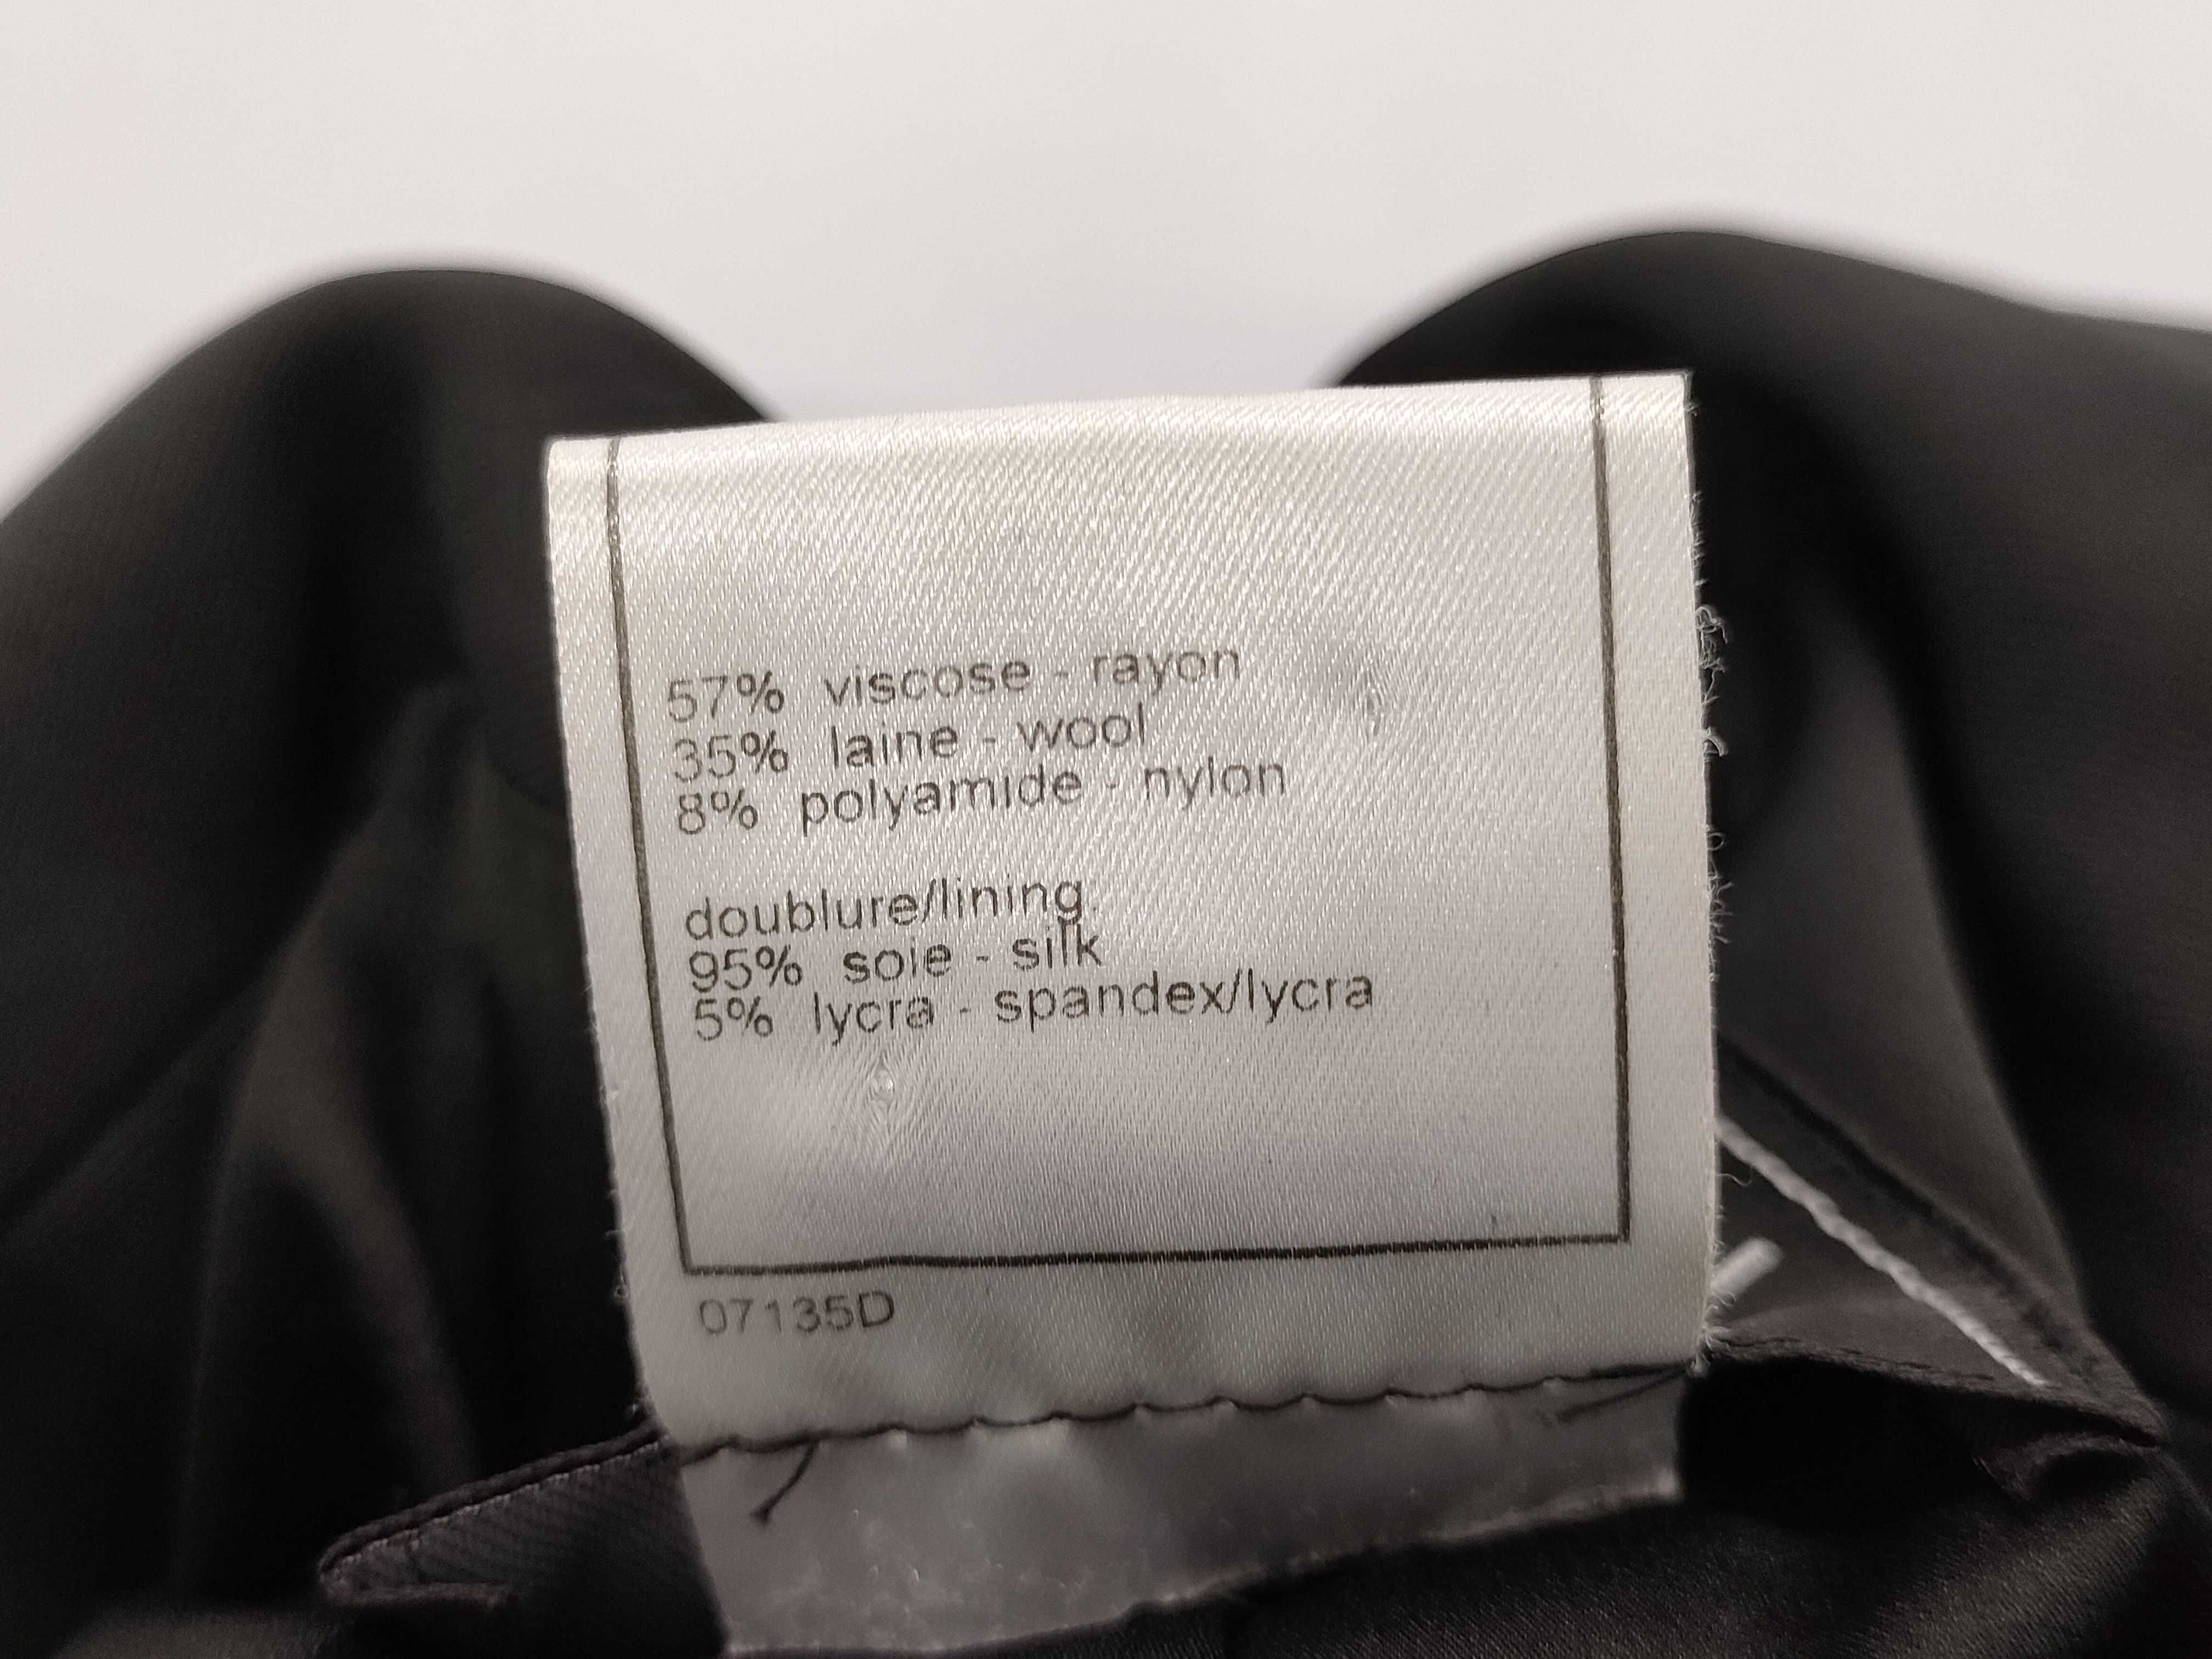 57% viscose - rayon
35% laine - wool
8% polyamide - nylon
doublure/lining
95% soie - silk
5% lycra - spandex/lycra
07135D